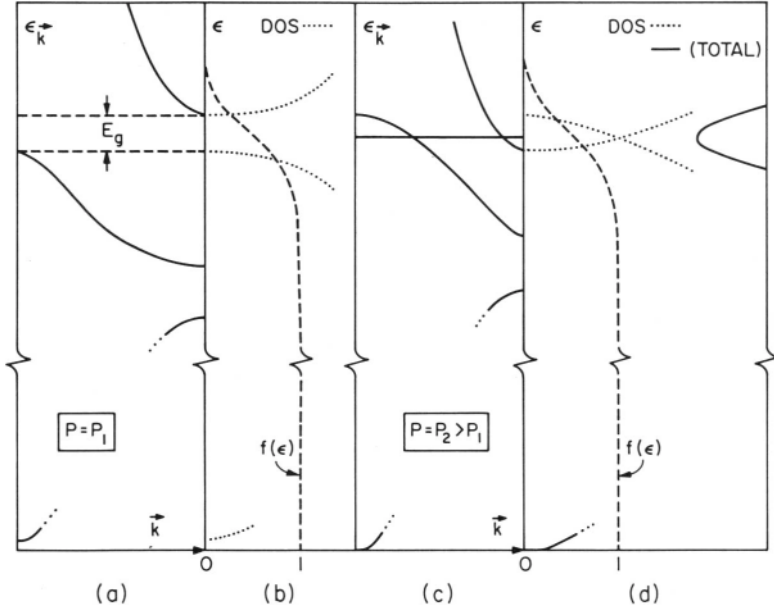 ϵ_k⃗
ϵ
DOS
ϵ_k⃗
ϵ
DOS
(TOTAL)
E_g
P=P_1
f(ϵ)
P=P_2>P_1
f(ϵ)
k⃗
k⃗
0
1
0
1
(a)
(b)
(c)
(d)